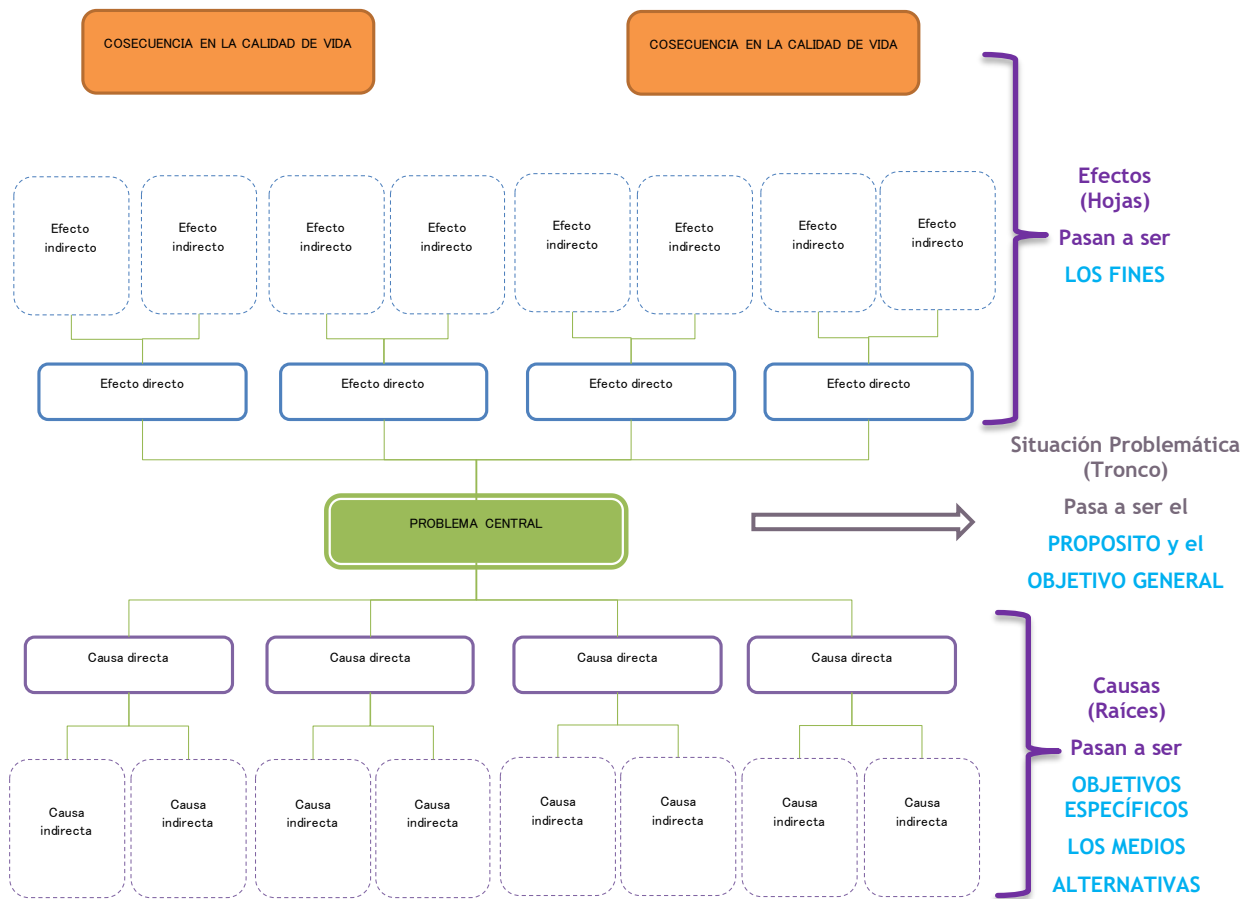 COSECUENCIA EN LA CALIDAD DE VIDA
COSECUENCIA EN LA CALIDAD DE VIDA
Efecto
indirecto
Efecto
indirecto
Efecto
indirecto
Efecto
indirecto
Efecto
indirecto
Efecto
indirecto
Efecto
indirecto
Efecto
indirecto
Efectos
(Hojas)
Pasan a ser
LOS FINES
Efecto directo
Efecto directo
Efecto directo
Efecto directo
Situación Problemática
(Tronco)
Pasa a ser el
PROPOSITO y el
OBJETIVO GENERAL
PROBLEMA CENTRAL
Causa directa
Causa directa
Causa directa
Causa directa
Causa
indirecta
Causa
indirecta
Causa
indirecta
Causa
indirecta
Causa
indirecta
Causa
indirecta
Causa
indirecta
Causa
indirecta
Causas
(Raíces)
Pasan a ser
OBJETIVOS
ESPECÍFICOS
LOS MEDIOS
ALTERNATIVAS